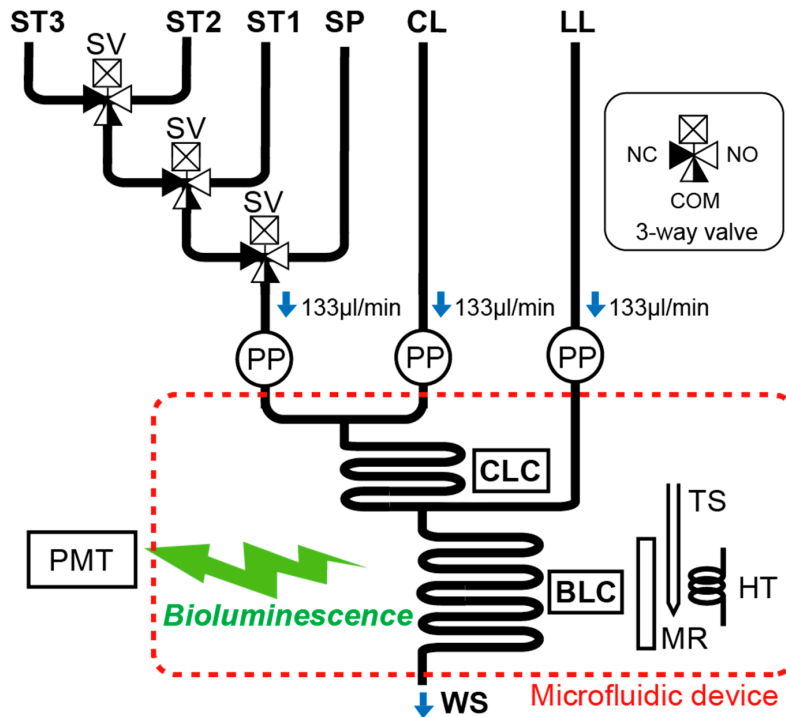 ST3 ST2 ST1 SP CL LL
SV
SV
SV
NC NO
COM
3-way valve
133μl/min 133μl/min 133μl/min
PP PP PP
CLC
TS
PMT
BLC
HT
Bioluminescence
MR
WS
Microfluidic device